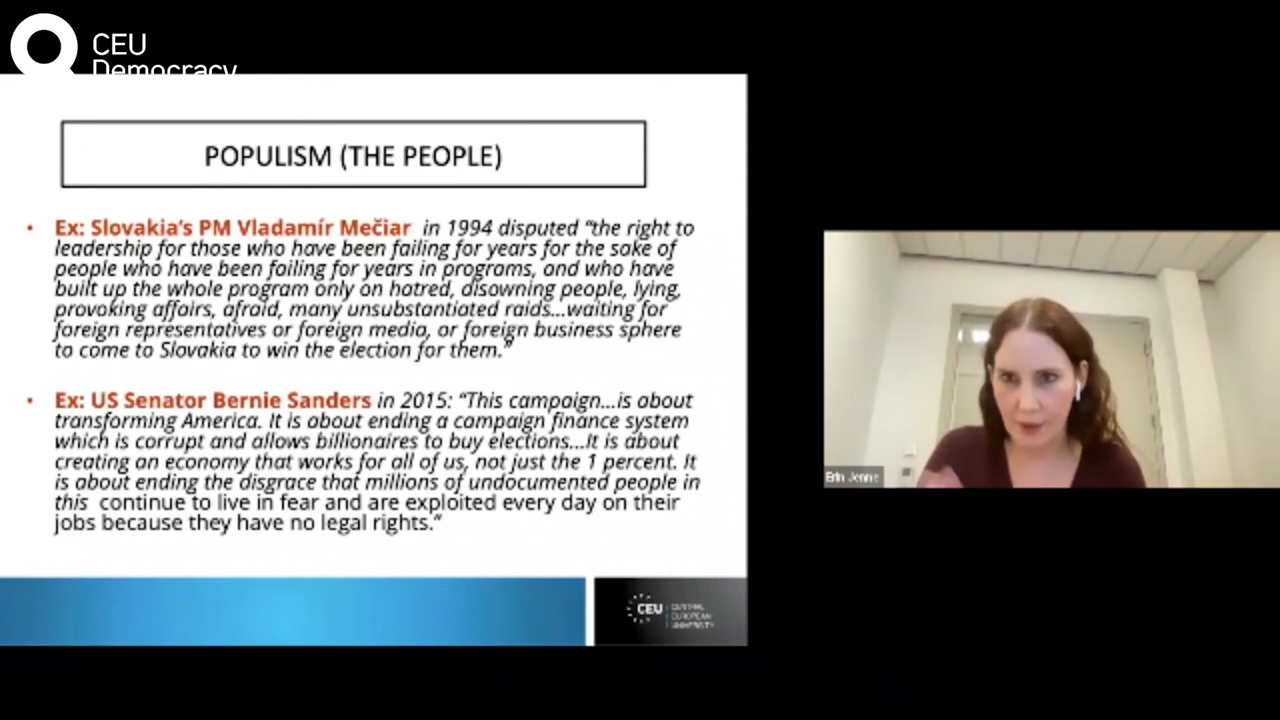 CEU
Democracy
POPULISM (THE PEOPLE)
• Ex: Slovakia's PM Vladamír Mečiar in 1994 disputed “the right to
leadership for those who have been failing for years for the sake of
people who have been failing for years in programs, and who have
built up the whole program only on hatred, disowning people, lying,
provoking affairs, afraid, many unsubstantiated raids...waiting for
foreign representatives or foreign media, or foreign business sphere
to come to Slovakia to win the election for them.”
• Ex: US Senator Bernie Sanders in 2015: “This campaign...is about
transforming America. It is about ending a campaign finance system
which is corrupt and allows billionaires to buy elections...It is about
creating an economy that works for all of us, not just the 1 percent. It
is about ending the disgrace that millions of undocumented people in
this continue to live in fear and are exploited every day on their
jobs because they have no legal rights.”
Erin Jenne
CEU
CENTRAL
EUROPEAN
UNIVERSITY